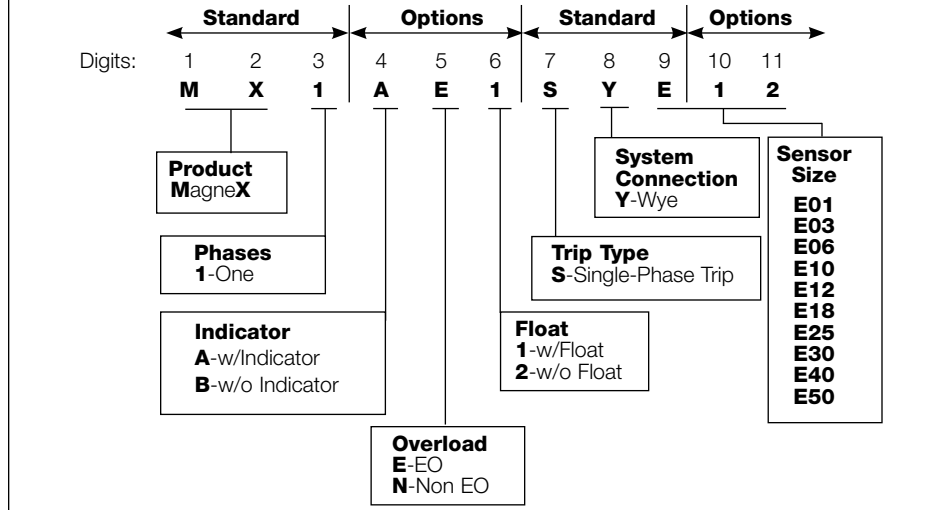 Standard Options Standard Options
Digits: 1 2 3 4 5 6 7 8 9 10 11
M X 1 A E 1 S Y E 1 2
Product
MagneX
Phases
1-One
Indicator
A-w/Indicator
B-w/o Indicator
Overload
E-EO
N-Non EO
Float
1-w/Float
2-w/o Float
Trip Type
S-Single-Phase Trip
System
Connection
Y-Wye
Sensor
Size
E01
E03
E06
E10
E12
E18
E25
E30
E40
E50